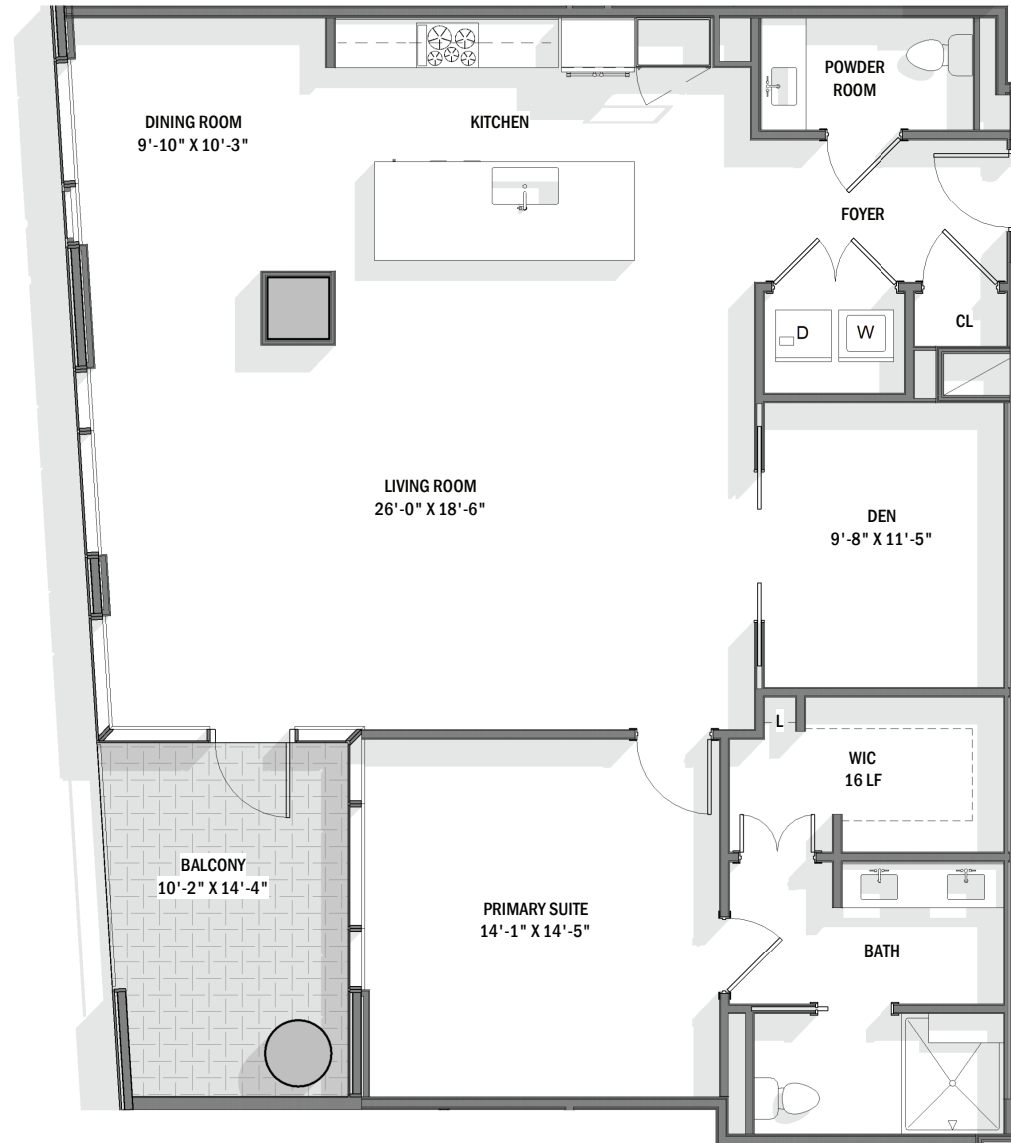 POWDER
ROOM
DINING ROOM
9'-10" X 10'-3"
KITCHEN
FOYER
D
W
CL
LIVING ROOM
26'-0" X 18'-6"
DEN
9'-8" X 11'-5"
L
WIC
16 LF
BALCONY
10'-2" X 14'-4"
PRIMARY SUITE
14'-1" X 14'-5"
BATH